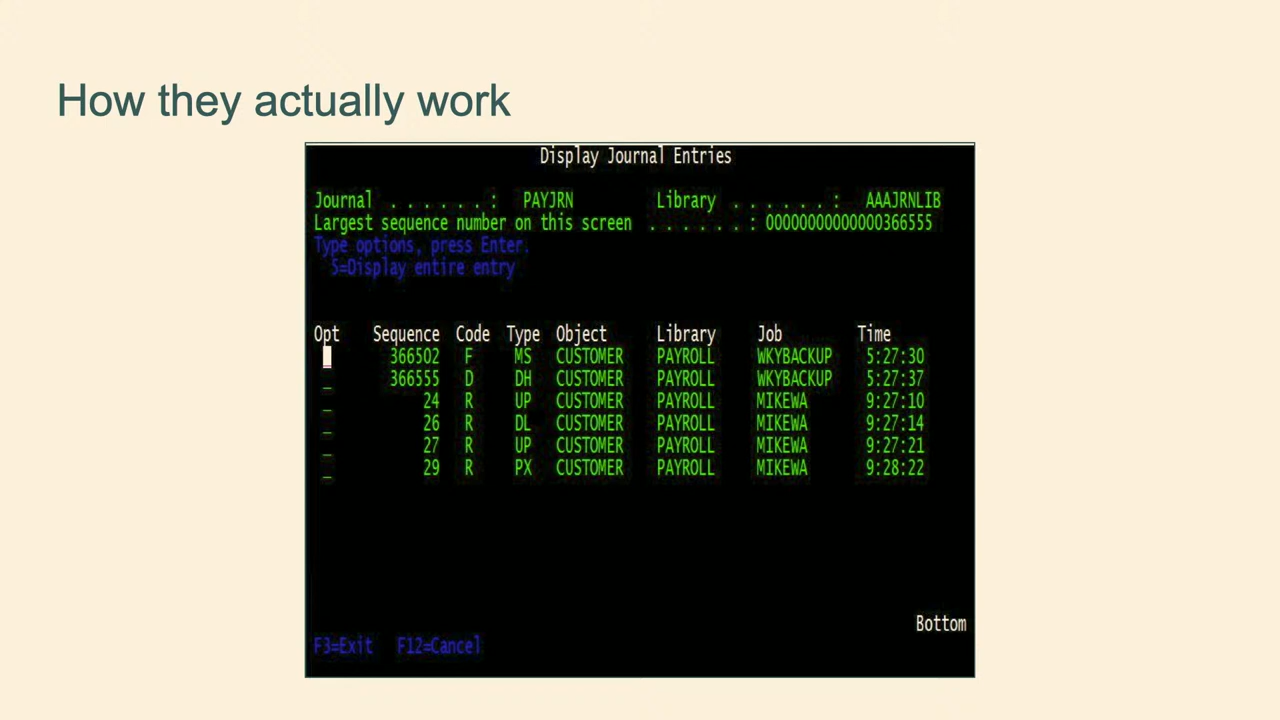 How they actually work
Display Journal Entries
Journal . . . . . . : PAYJRN Library . . . . . . : AAAJRNLIB
Largest sequence number on this screen . . . . . . : 00000000000000366555
Type options, press Enter.
5=Display entire entry
Opt Sequence Code Type Object Library Job Time
366502 F MS CUSTOMER PAYROLL WKYBACKUP 5:27:30
_ 366555 D DH CUSTOMER PAYROLL WKYBACKUP 5:27:37
_ 24 R UP CUSTOMER PAYROLL MIKEWA 9:27:10
_ 26 R DL CUSTOMER PAYROLL MIKEWA 9:27:14
_ 27 R UP CUSTOMER PAYROLL MIKEWA 9:27:21
_ 29 R PX CUSTOMER PAYROLL MIKEWA 9:28:22
Bottom
F3=Exit F12=Cancel